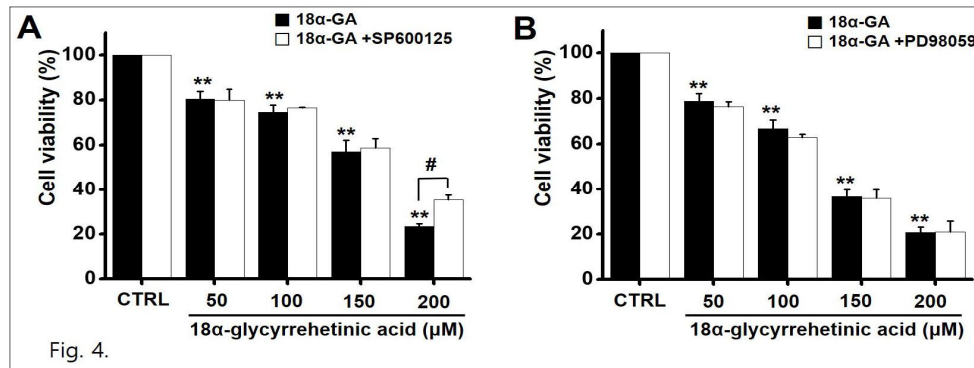 A
18α-GA
18α-GA +SP600125
Cell viability (%)
100
80
60
40
20
0
**
**
**
**
#
CTRL 50 100 150 200
18α-glycyrrehetinic acid (µM)
B
18α-GA
18α-GA +PD98059
Cell viability (%)
100
80
60
40
20
0
**
**
**
**
CTRL 50 100 150 200
18α-glycyrrehetinic acid (µM)
Fig. 4.